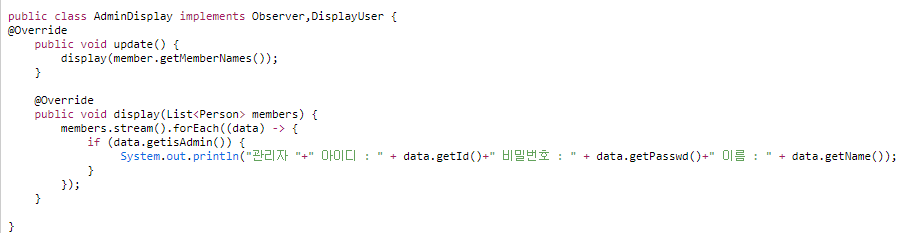 public class AdminDisplay implements Observer,DisplayUser {
@Override
    public void update() {
        display(member.getMemberNames());
    }
    @Override
    public void display(List<Person> members) {
        members.stream().forEach((data) -> {
            if (data.getisAdmin()) {
                System.out.println("관리자 "+" 아이디 : " + data.getId()+" 비밀번호 : " + data.getPasswd()+" 이름 : " + data.getName());
            }
        });
    }
}